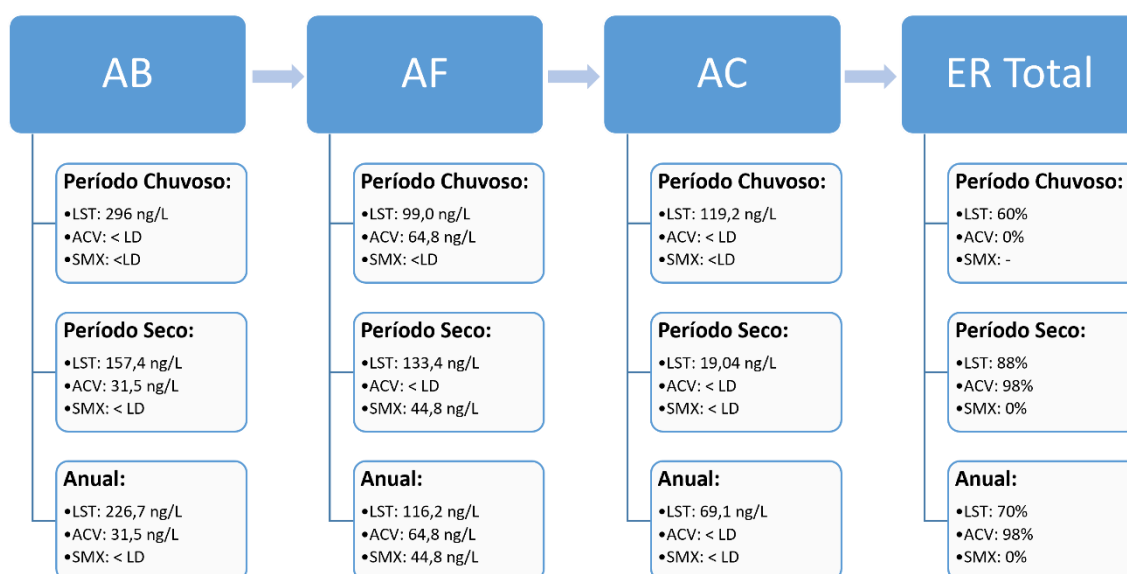 AB
Período Chuvoso:
•LST: 296 ng/L
•ACV: < LD
•SMX: <LD
Período Seco:
•LST: 157,4 ng/L
•ACV: 31,5 ng/L
•SMX: < LD
Anual:
•LST: 226,7 ng/L
•ACV: 31,5 ng/L
•SMX: < LD
AF
Período Chuvoso:
•LST: 99,0 ng/L
•ACV: 64,8 ng/L
•SMX: <LD
Período Seco:
•LST: 133,4 ng/L
•ACV: < LD
•SMX: 44,8 ng/L
Anual:
•LST: 116,2 ng/L
•ACV: 64,8 ng/L
•SMX: 44,8 ng/L
AC
Período Chuvoso:
•LST: 119,2 ng/L
•ACV: < LD
•SMX: <LD
Período Seco:
•LST: 19,04 ng/L
•ACV: < LD
•SMX: < LD
Anual:
•LST: 69,1 ng/L
•ACV: < LD
•SMX: < LD
ER Total
Período Chuvoso:
•LST: 60%
•ACV: 0%
•SMX: -
Período Seco:
•LST: 88%
•ACV: 98%
•SMX: 0%
Anual:
•LST: 70%
•ACV: 98%
•SMX: 0%